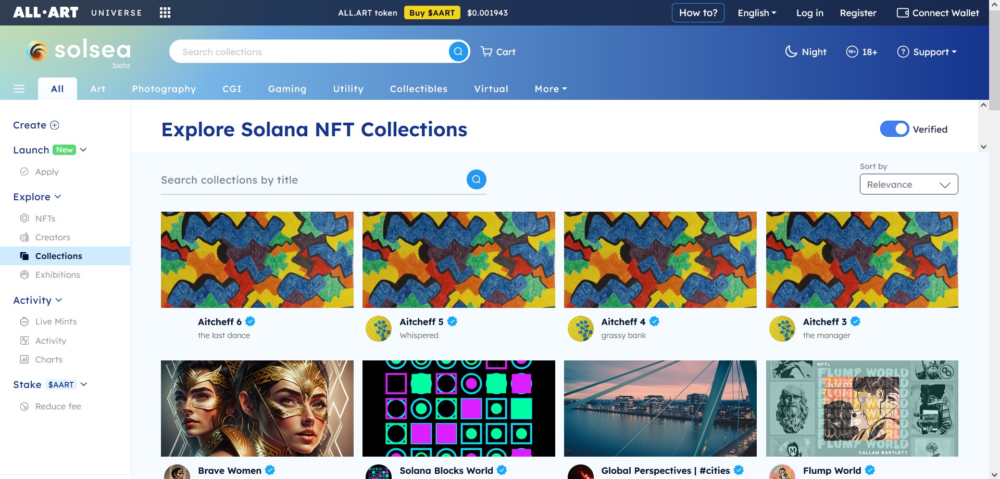 ALL·ART UNIVERSE ALL.ART token Buy $AART $0.001943 How to? English Log in Register Connect Wallet
solsea
beta
Search collections
Cart Night 18+ 18+ Support
All Art Photography CGI Gaming Utility Collectibles Virtual More
Create
Launch New
Apply
Explore
NFTs
Creators
Collections
Exhibitions
Activity
Live Mints
Activity
Charts
Stake $AART
Reduce fee
Explore Solana NFT Collections
Verified
Search collections by title
Sort by
Relevance
Aitcheff 6
the last dance
Aitcheff 5
Whispered
Aitcheff 4
grassy bank
Aitcheff 3
the manager
NFTs
FLUMP WORLD
ROBOT
FLUMP WORLD
CALLAM BARTLETT
Brave Women
Solana Blocks World
Global Perspectives | #cities
Flump World